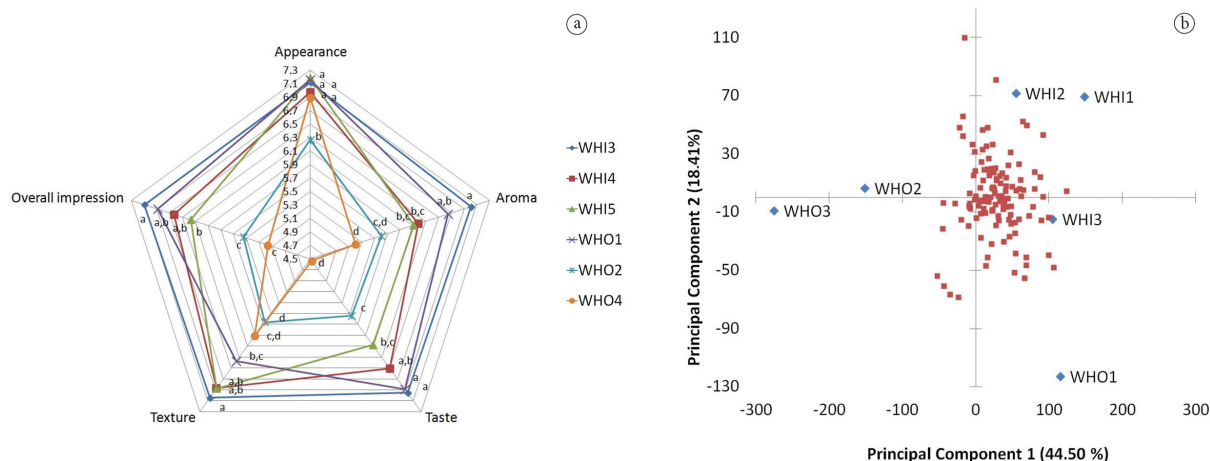 a
Appearance
7.3
7.1
6.9
6.7
6.5
6.3
6.1
5.9
5.7
5.5
5.3
5.1
4.9
4.7
4.5
a
a
a
a
b
Aroma
a
a,b
b,c
b,c
c,d
d
Overall impression
a
a,b
a,b
b
c
c
d
d
c,d
b,c
a,b
a,b
a
c
b,c
a,b
a
a
Texture
Taste
WHI3
WHI4
WHI5
WHO1
WHO2
WHO4
b
Principal Component 2 (18.41%)
110
70
30
-10
-50
-90
-130
WHI2
WHI1
WHO2
WHO3
WHI3
WHO1
-300
-200
-100
0
100
200
300
Principal Component 1 (44.50 %)